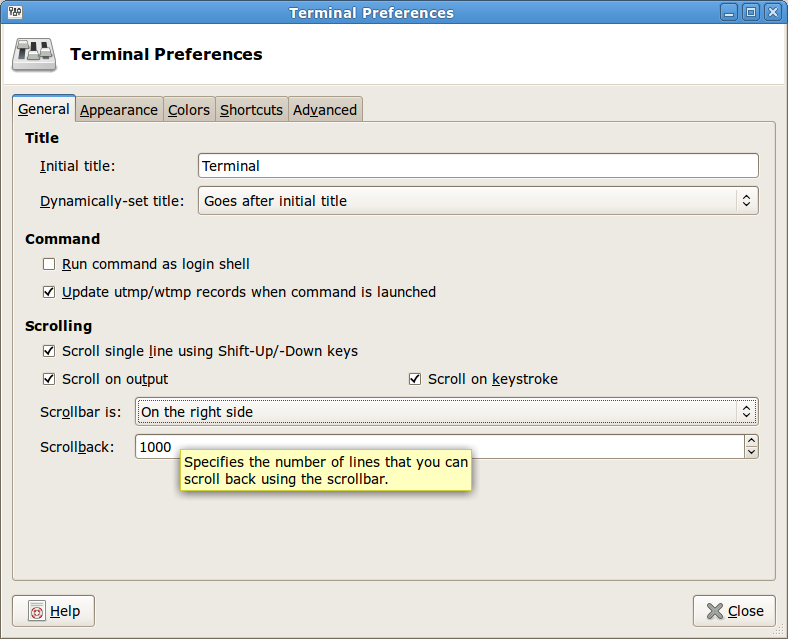 Terminal Preferences
Terminal Preferences
General Appearance Colors Shortcuts Advanced
Title
Initial title: Terminal
Dynamically-set title: Goes after initial title
Command
Run command as login shell
Update utmp/wtmp records when command is launched
Scrolling
Scroll single line using Shift-Up/-Down keys
Scroll on output Scroll on keystroke
Scrollbar is: On the right side
Scrollback: 1000
Specifies the number of lines that you can
scroll back using the scrollbar.
Help Close